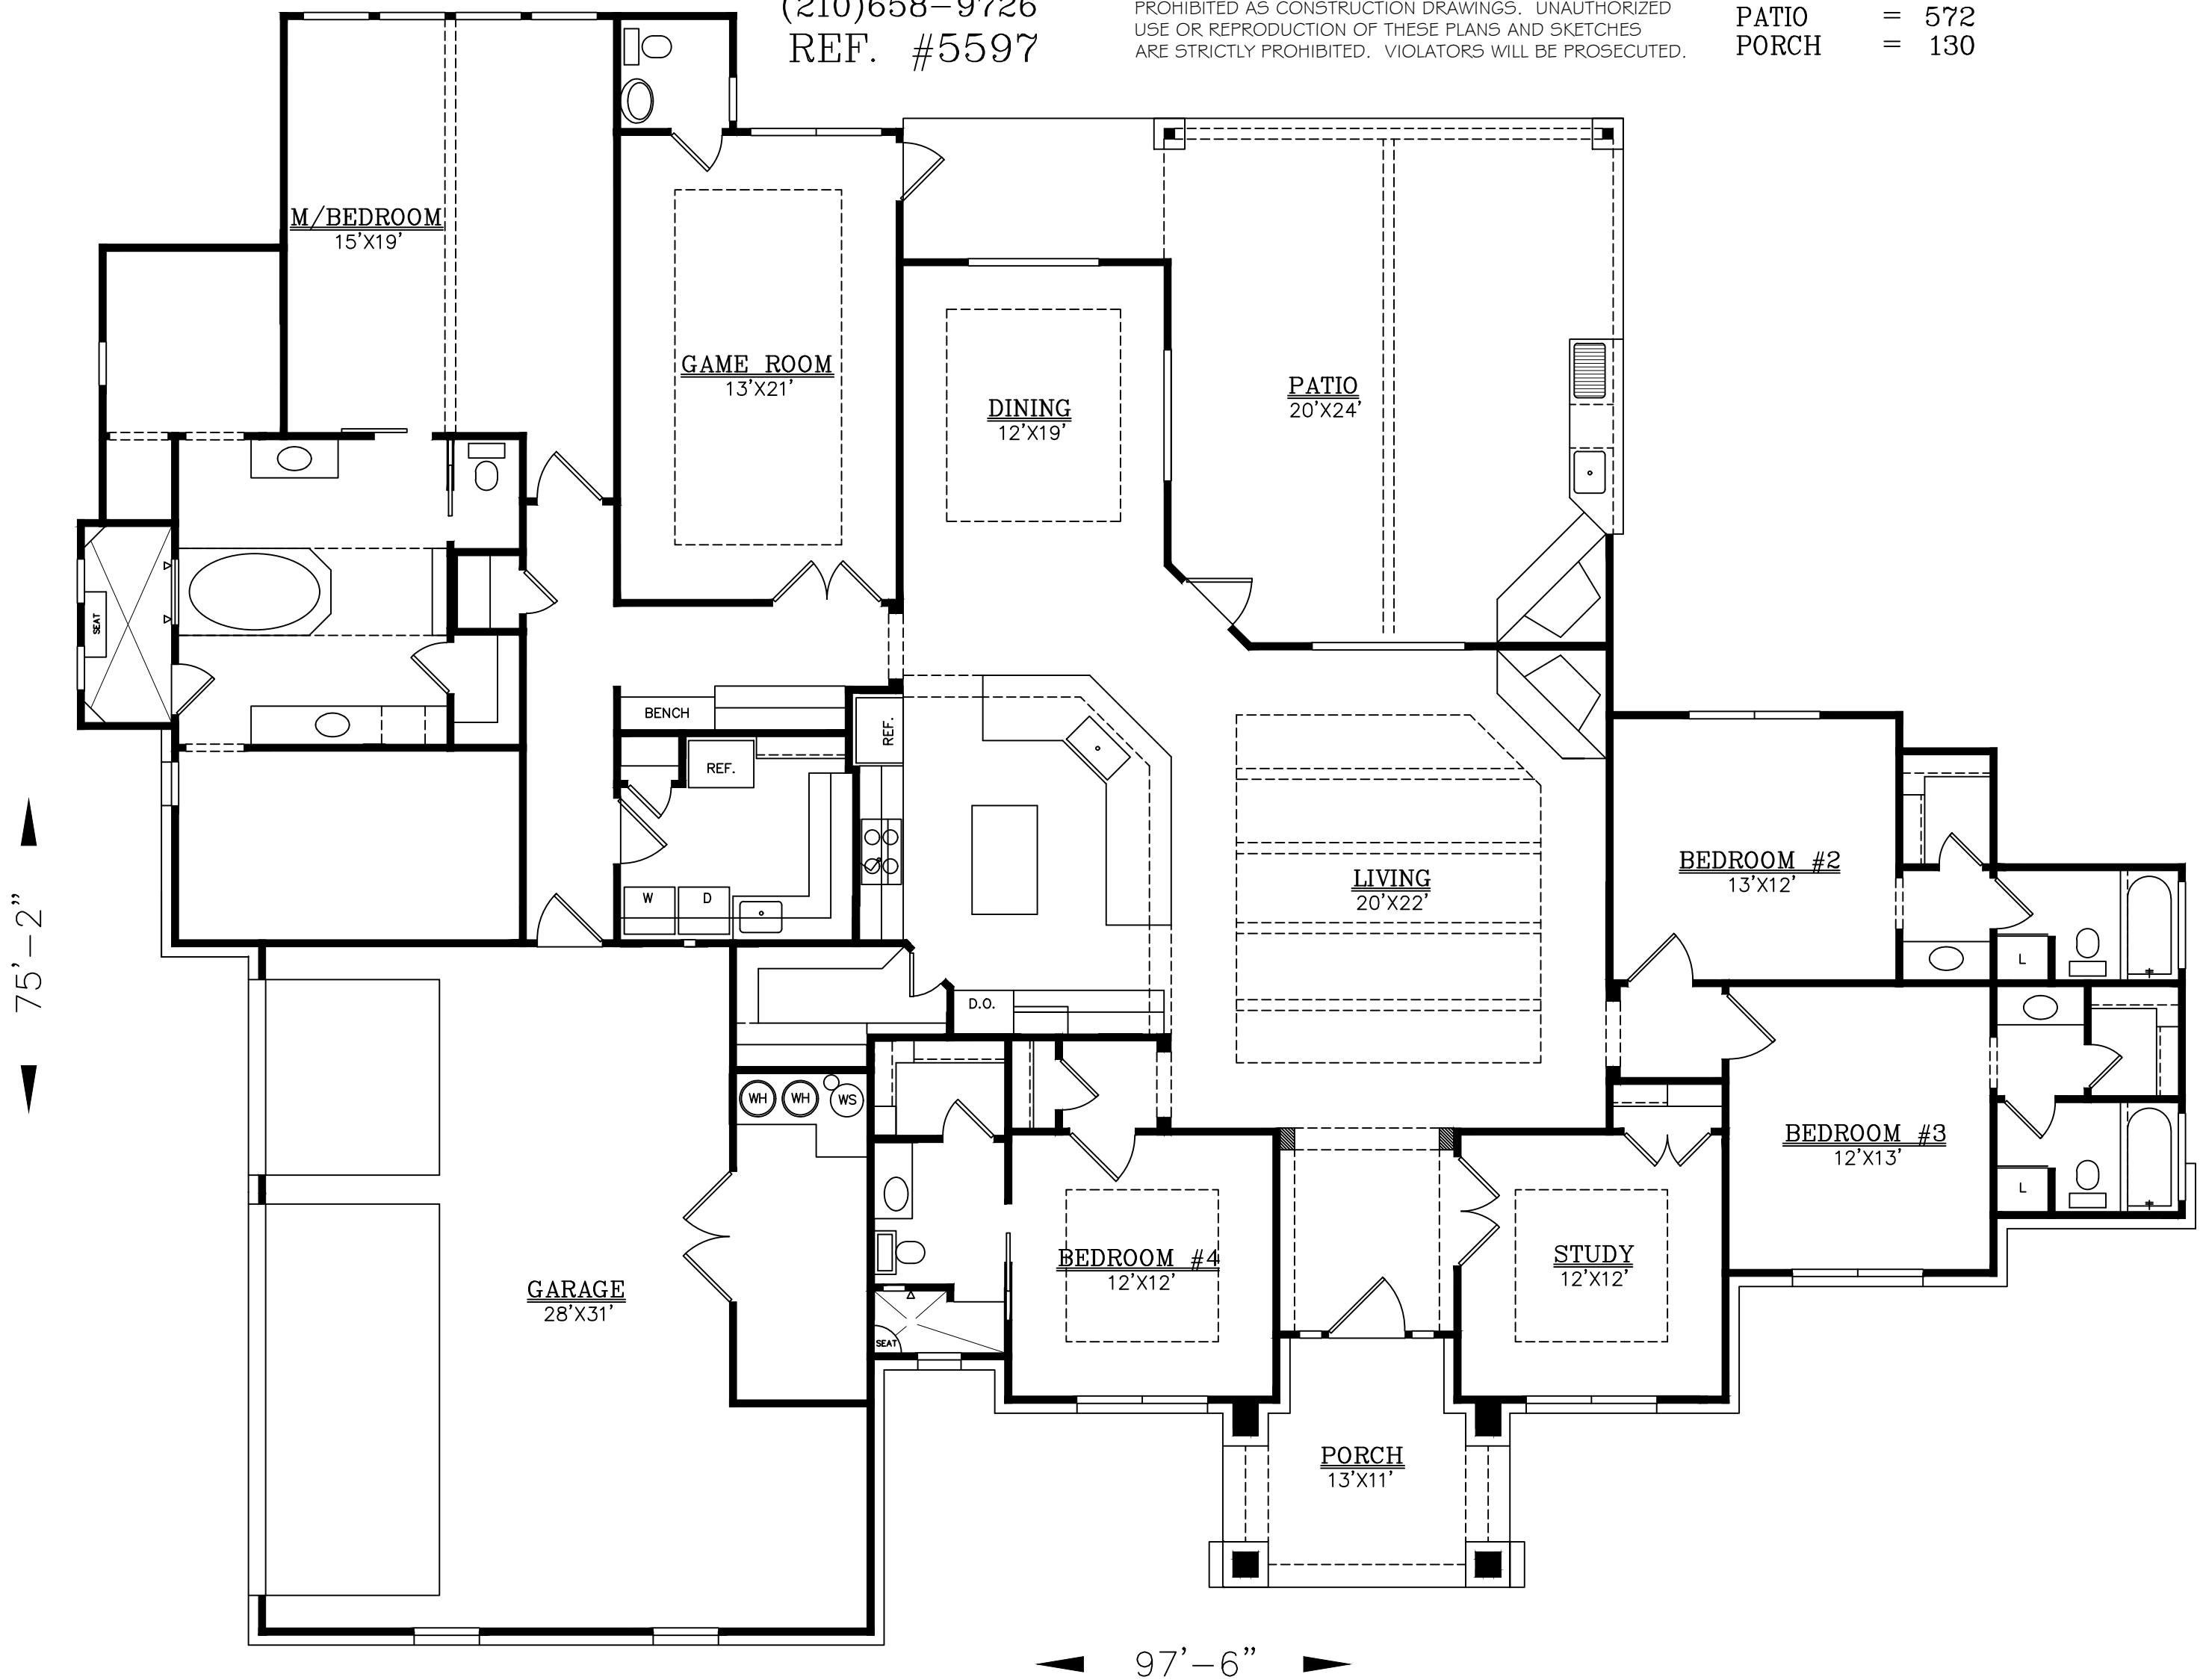 (210)658-9726
REF. #5597
PROHIBITED AS CONSTRUCTION DRAWINGS. UNAUTHORIZED
USE OR REPRODUCTION OF THESE PLANS AND SKETCHES
ARE STRICTLY PROHIBITED. VIOLATORS WILL BE PROSECUTED.
PATIO = 572
PORCH = 130
M/BEDROOM
15'X19'
GAME ROOM
13'X21'
DINING
12'X19'
PATIO
20'X24'
SEAT
BENCH
REF.
REF.
W
D
LIVING
20'X22'
BEDROOM #2
13'X12'
L
75'-2"
D.O.
WH
WH
WS
BEDROOM #3
12'X13'
L
GARAGE
28'X31'
SEAT
BEDROOM #4
12'X12'
STUDY
12'X12'
PORCH
13'X11'
97'-6"